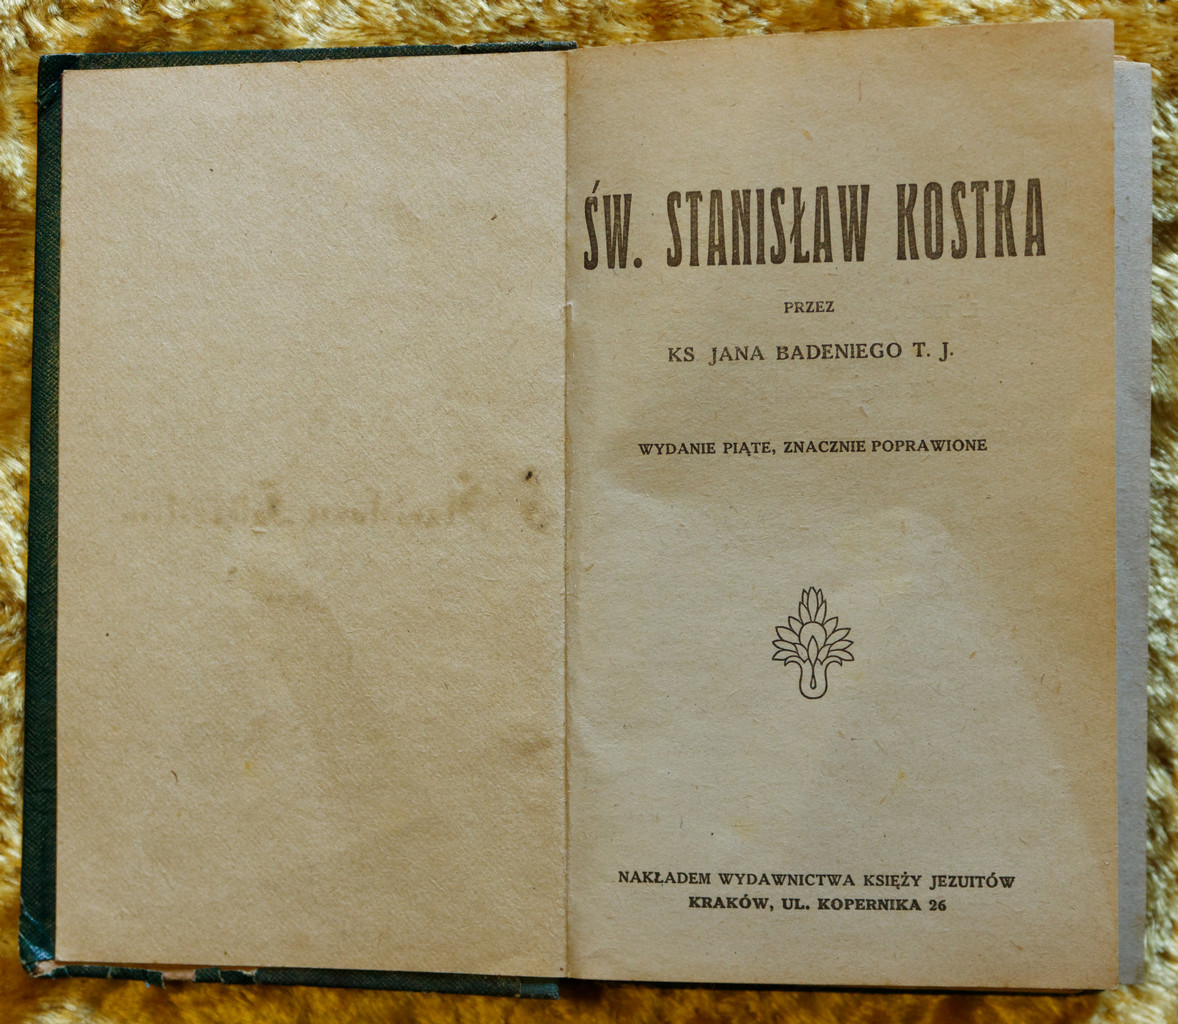 ŚW. STANISŁAW KOSTKA
PRZEZ
KS JANA BADENIEGO T. J.
WYDANIE PIĄTE, ZNACZNIE POPRAWIONE
NAKŁADEM WYDAWNICTWA KSIĘŻY JEZUITÓW
KRAKÓW, UL. KOPERNIKA 26